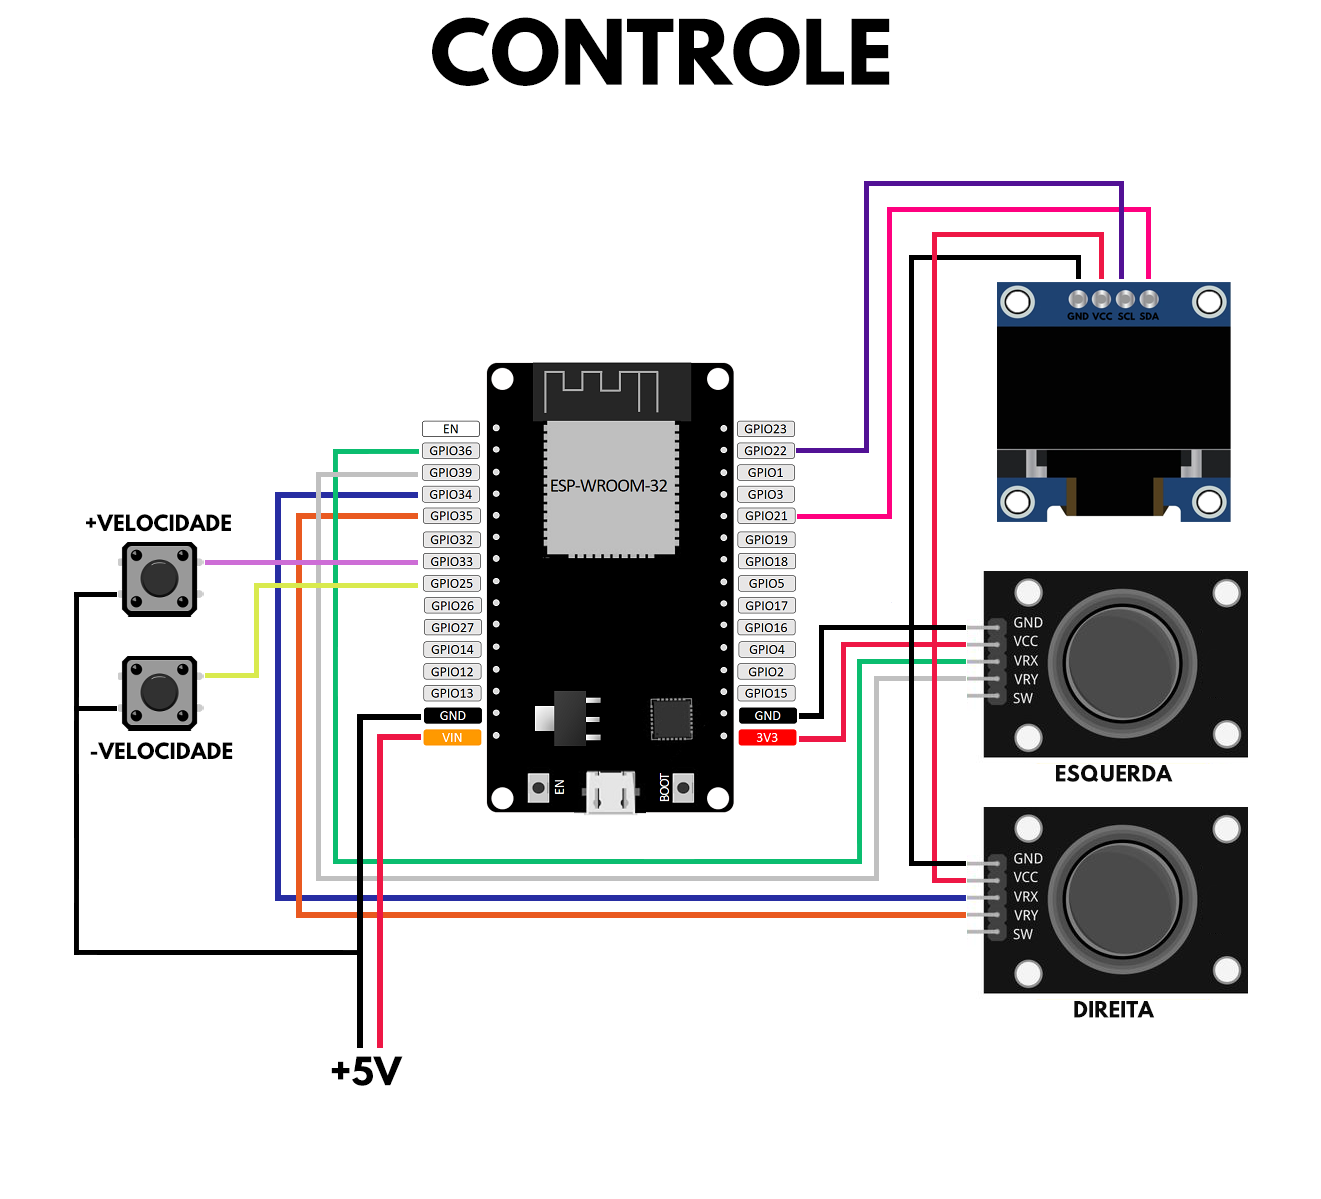 CONTROLE
GND VCC SCL SDA
EN
GPIO36
GPIO39
GPIO34
GPIO35
GPIO32
GPIO33
GPIO25
GPIO26
GPIO27
GPIO14
GPIO12
GPIO13
GND
VIN
ESP-WROOM-32
EN
BOOT
GPIO23
GPIO22
GPIO1
GPIO3
GPIO21
GPIO19
GPIO18
GPIO5
GPIO17
GPIO16
GPIO4
GPIO2
GPIO15
GND
3V3
+VELOCIDADE
-VELOCIDADE
GND
VCC
VRX
VRY
SW
ESQUERDA
GND
VCC
VRX
VRY
SW
DIREITA
+5V